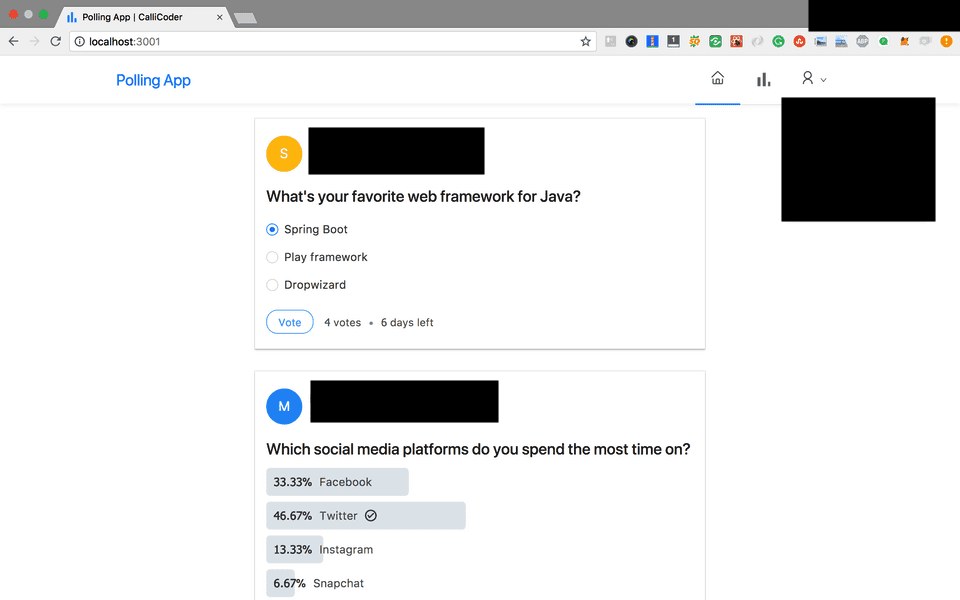 Polling App | CalliCoder
localhost:3001
Polling App
S
What's your favorite web framework for Java?
Spring Boot
Play framework
Dropwizard
Vote 4 votes • 6 days left
M
Which social media platforms do you spend the most time on?
33.33% Facebook
46.67% Twitter
13.33% Instagram
6.67% Snapchat